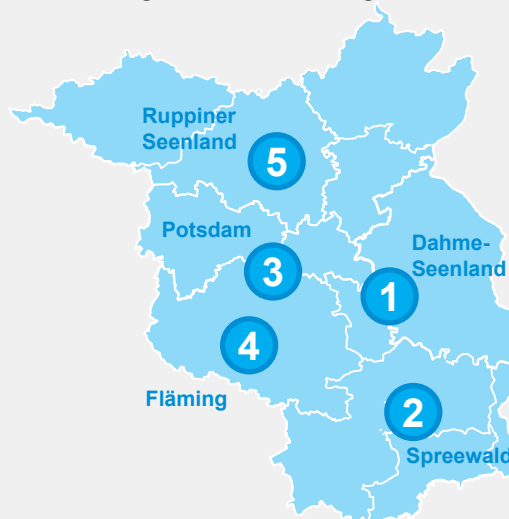 Ruppiner
Seenland
5
Potsdam
3
Dahme-
Seenland
1
4
Fläming
2
Spreewald